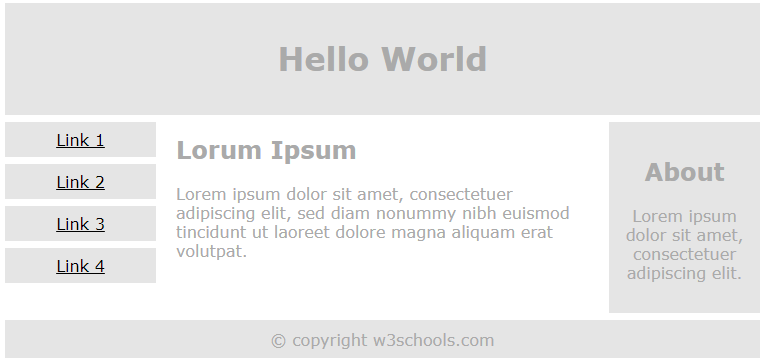 Hello World
Link 1
Link 2
Link 3
Link 4
Lorum Ipsum
Lorem ipsum dolor sit amet, consectetuer
adipiscing elit, sed diam nonummy nibh euismod
tincidunt ut laoreet dolore magna aliquam erat
volutpat.
About
Lorem ipsum
dolor sit amet,
consectetuer
adipiscing elit.
© copyright w3schools.com